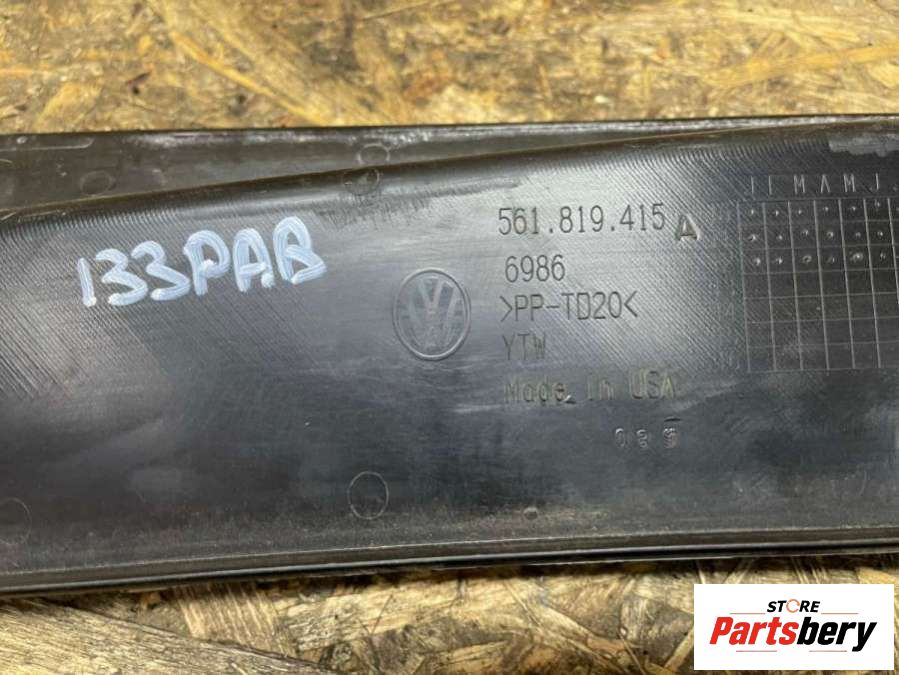 133PAB
561.819.415 A
6986
>PP-TD20<
YTW
Made In USA
J F M A M J
STORE
Partsbery